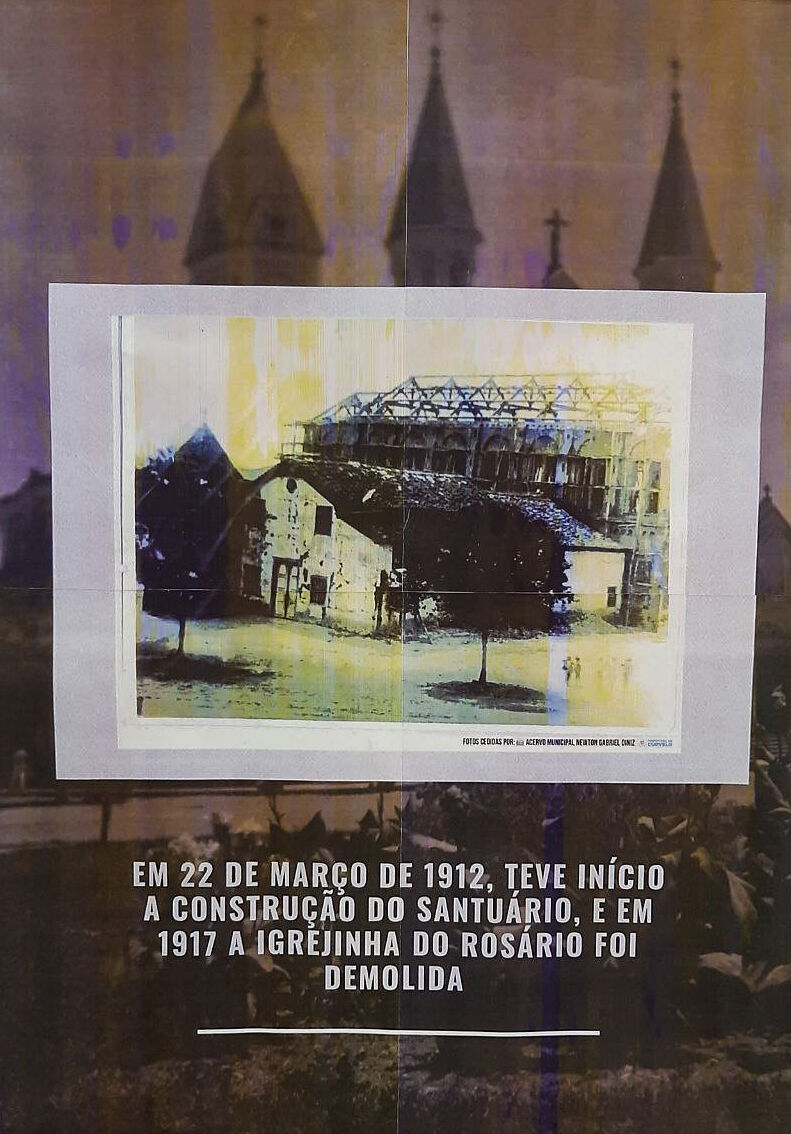 FOTOS CEDIDAS POR: ACERVO MUNICIPAL NEWTON GABRIEL DINIZ
CURVELO
EM 22 DE MARÇO DE 1912, TEVE INÍCIO
A CONSTRUÇÃO DO SANTUÁRIO, E EM
1917 A IGREJINHA DO ROSÁRIO FOI
DEMOLIDA